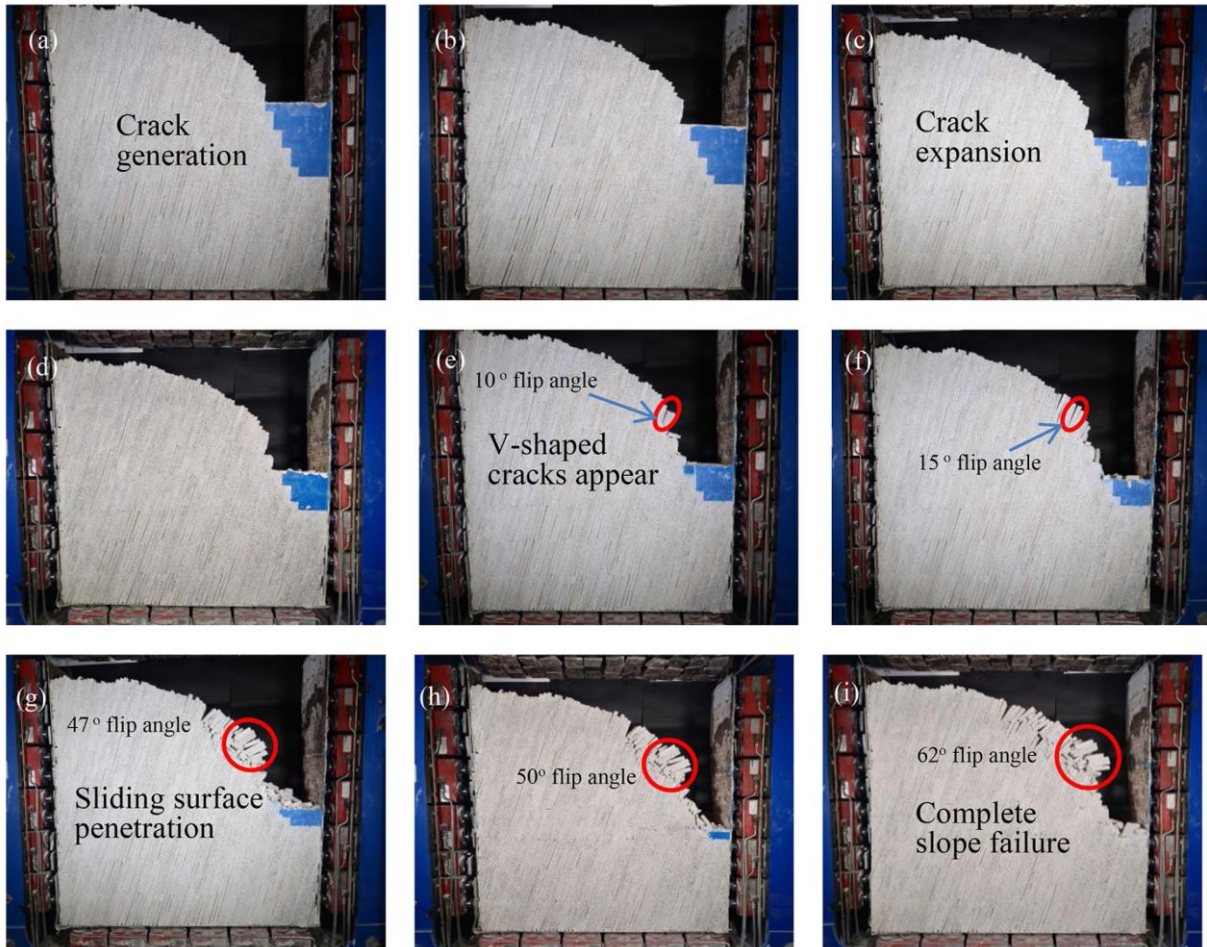 (a)
Crack
generation
(b)
(c)
Crack
expansion
(d)
(e)
10 ° flip angle
V-shaped
cracks appear
(f)
15 ° flip angle
(g)
47 ° flip angle
Sliding surface
penetration
(h)
50° flip angle
(i)
62° flip angle
Complete
slope failure